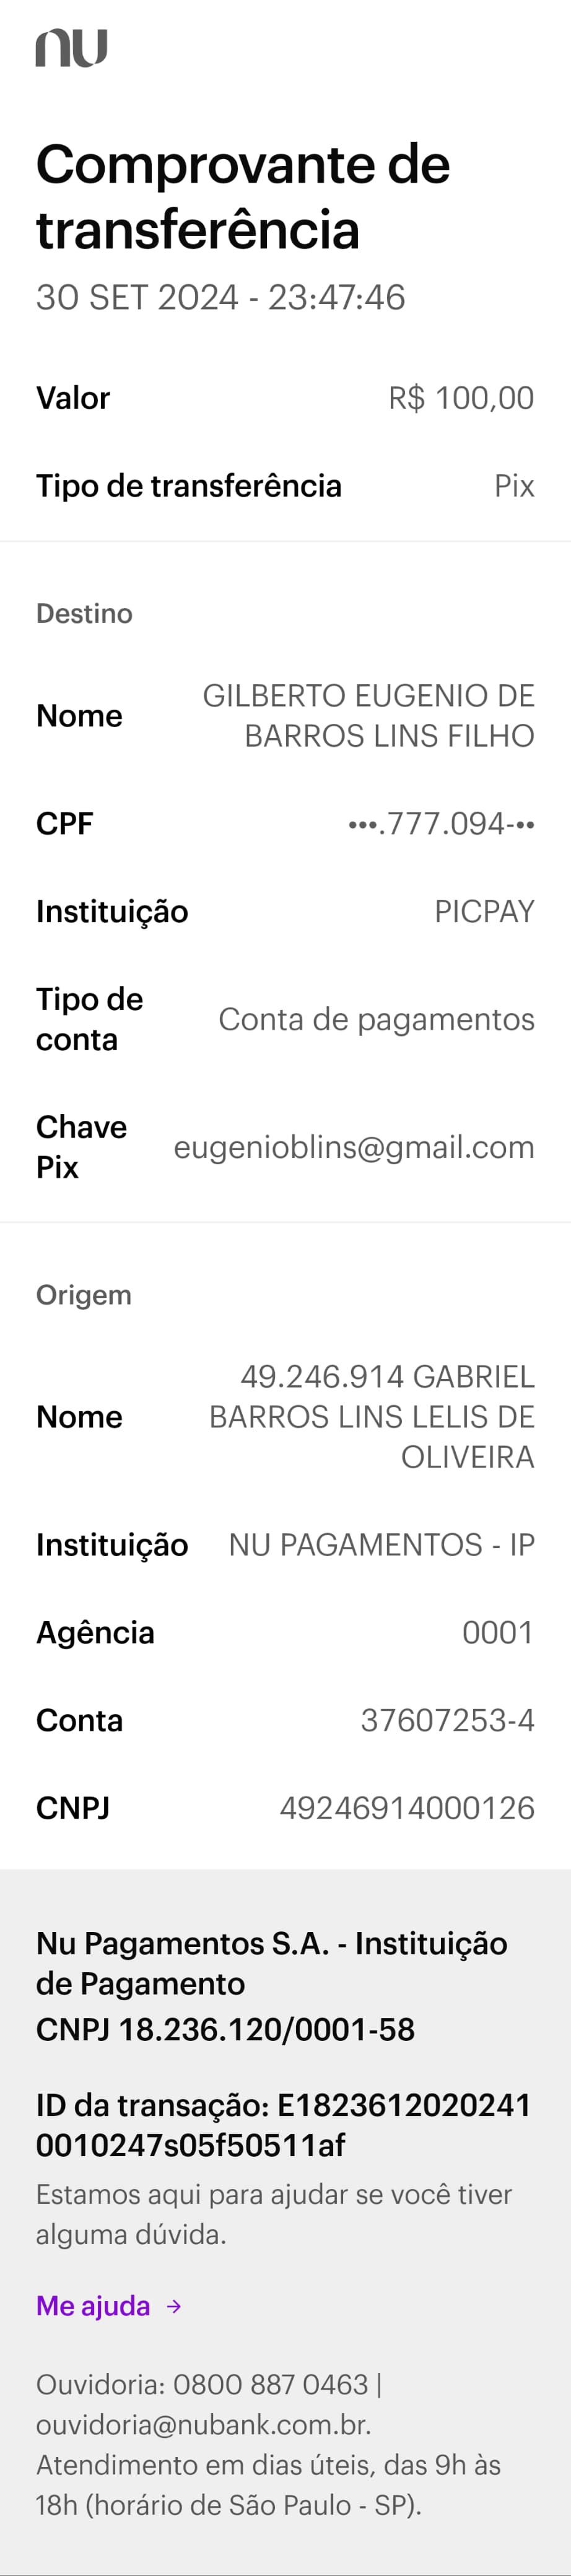 nu
Comprovante de
transferência
30 SET 2024 - 23:47:46
Valor R$ 100,00
Tipo de transferência Pix
Destino
Nome GILBERTO EUGENIO DE
BARROS LINS FILHO
CPF •••.777.094-••
Instituição PICPAY
Tipo de
conta Conta de pagamentos
Chave
Pix eugenioblins@gmail.com
Origem
Nome 49.246.914 GABRIEL
BARROS LINS LELIS DE
OLIVEIRA
Instituição NU PAGAMENTOS - IP
Agência 0001
Conta 37607253-4
CNPJ 49246914000126
Nu Pagamentos S.A. - Instituição
de Pagamento
CNPJ 18.236.120/0001-58
ID da transação: E1823612020241
0010247s05f50511af
Estamos aqui para ajudar se você tiver
alguma dúvida.
Me ajuda →
Ouvidoria: 0800 887 0463 |
ouvidoria@nubank.com.br.
Atendimento em dias úteis, das 9h às
18h (horário de São Paulo - SP).